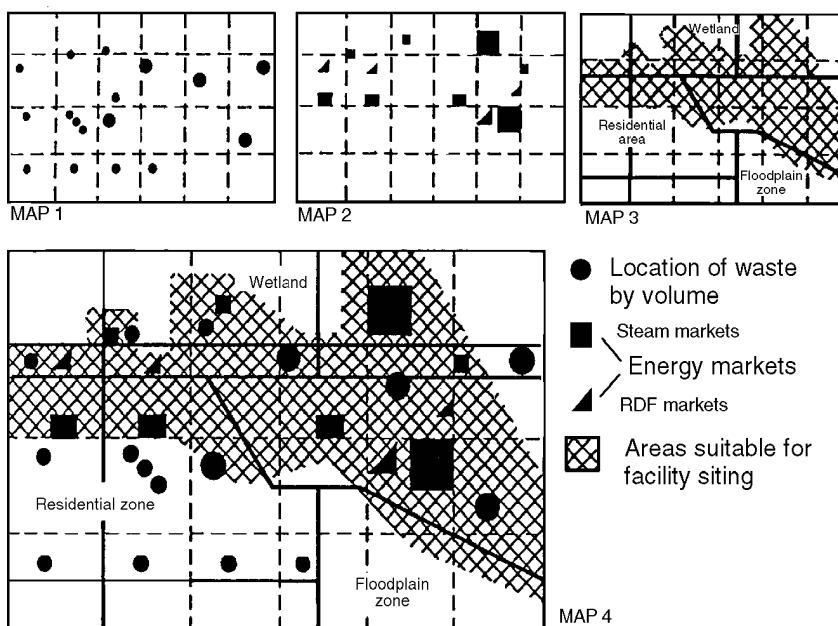 MAP 1
MAP 2
Wetland
Residential
area
Floodplain
zone
MAP 3
Wetland
Residential zone
Floodplain
zone
MAP 4
Location of waste
by volume
Steam markets
Energy markets
RDF markets
Areas suitable for
facility siting